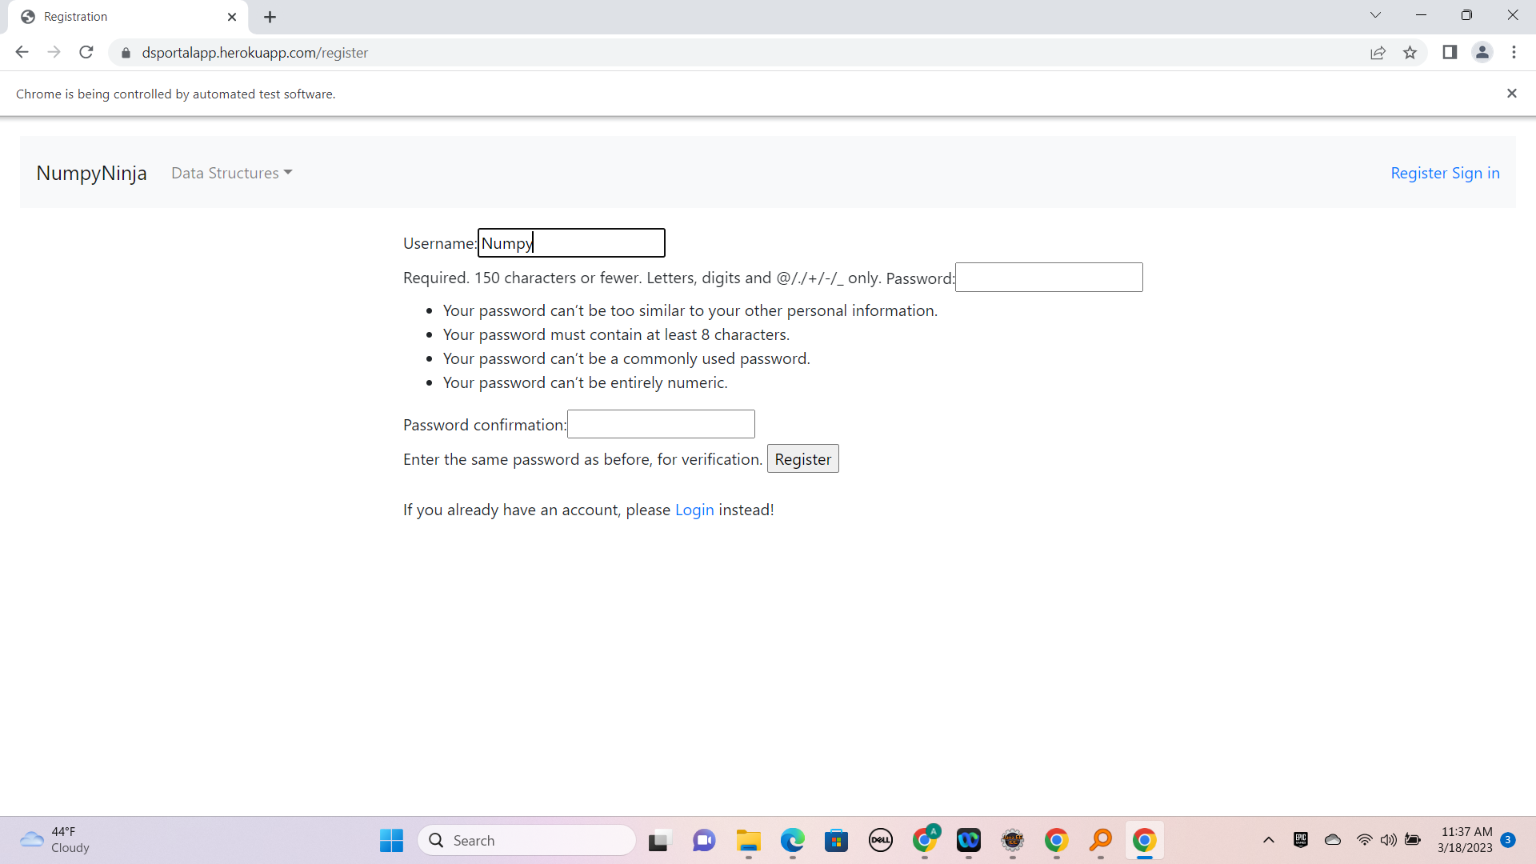 Registration
dsportalapp.herokuapp.com/register
Chrome is being controlled by automated test software.
NumpyNinja Data Structures Register Sign in
Username: Numpy
Required. 150 characters or fewer. Letters, digits and @/./+/-/_ only. Password:
Your password can't be too similar to your other personal information.
Your password must contain at least 8 characters.
Your password can't be a commonly used password.
Your password can't be entirely numeric.
Password confirmation:
Enter the same password as before, for verification. Register
If you already have an account, please Login instead!
44°F
Cloudy
Search
DELL
A
EPIC
11:37 AM
3/18/2023
3